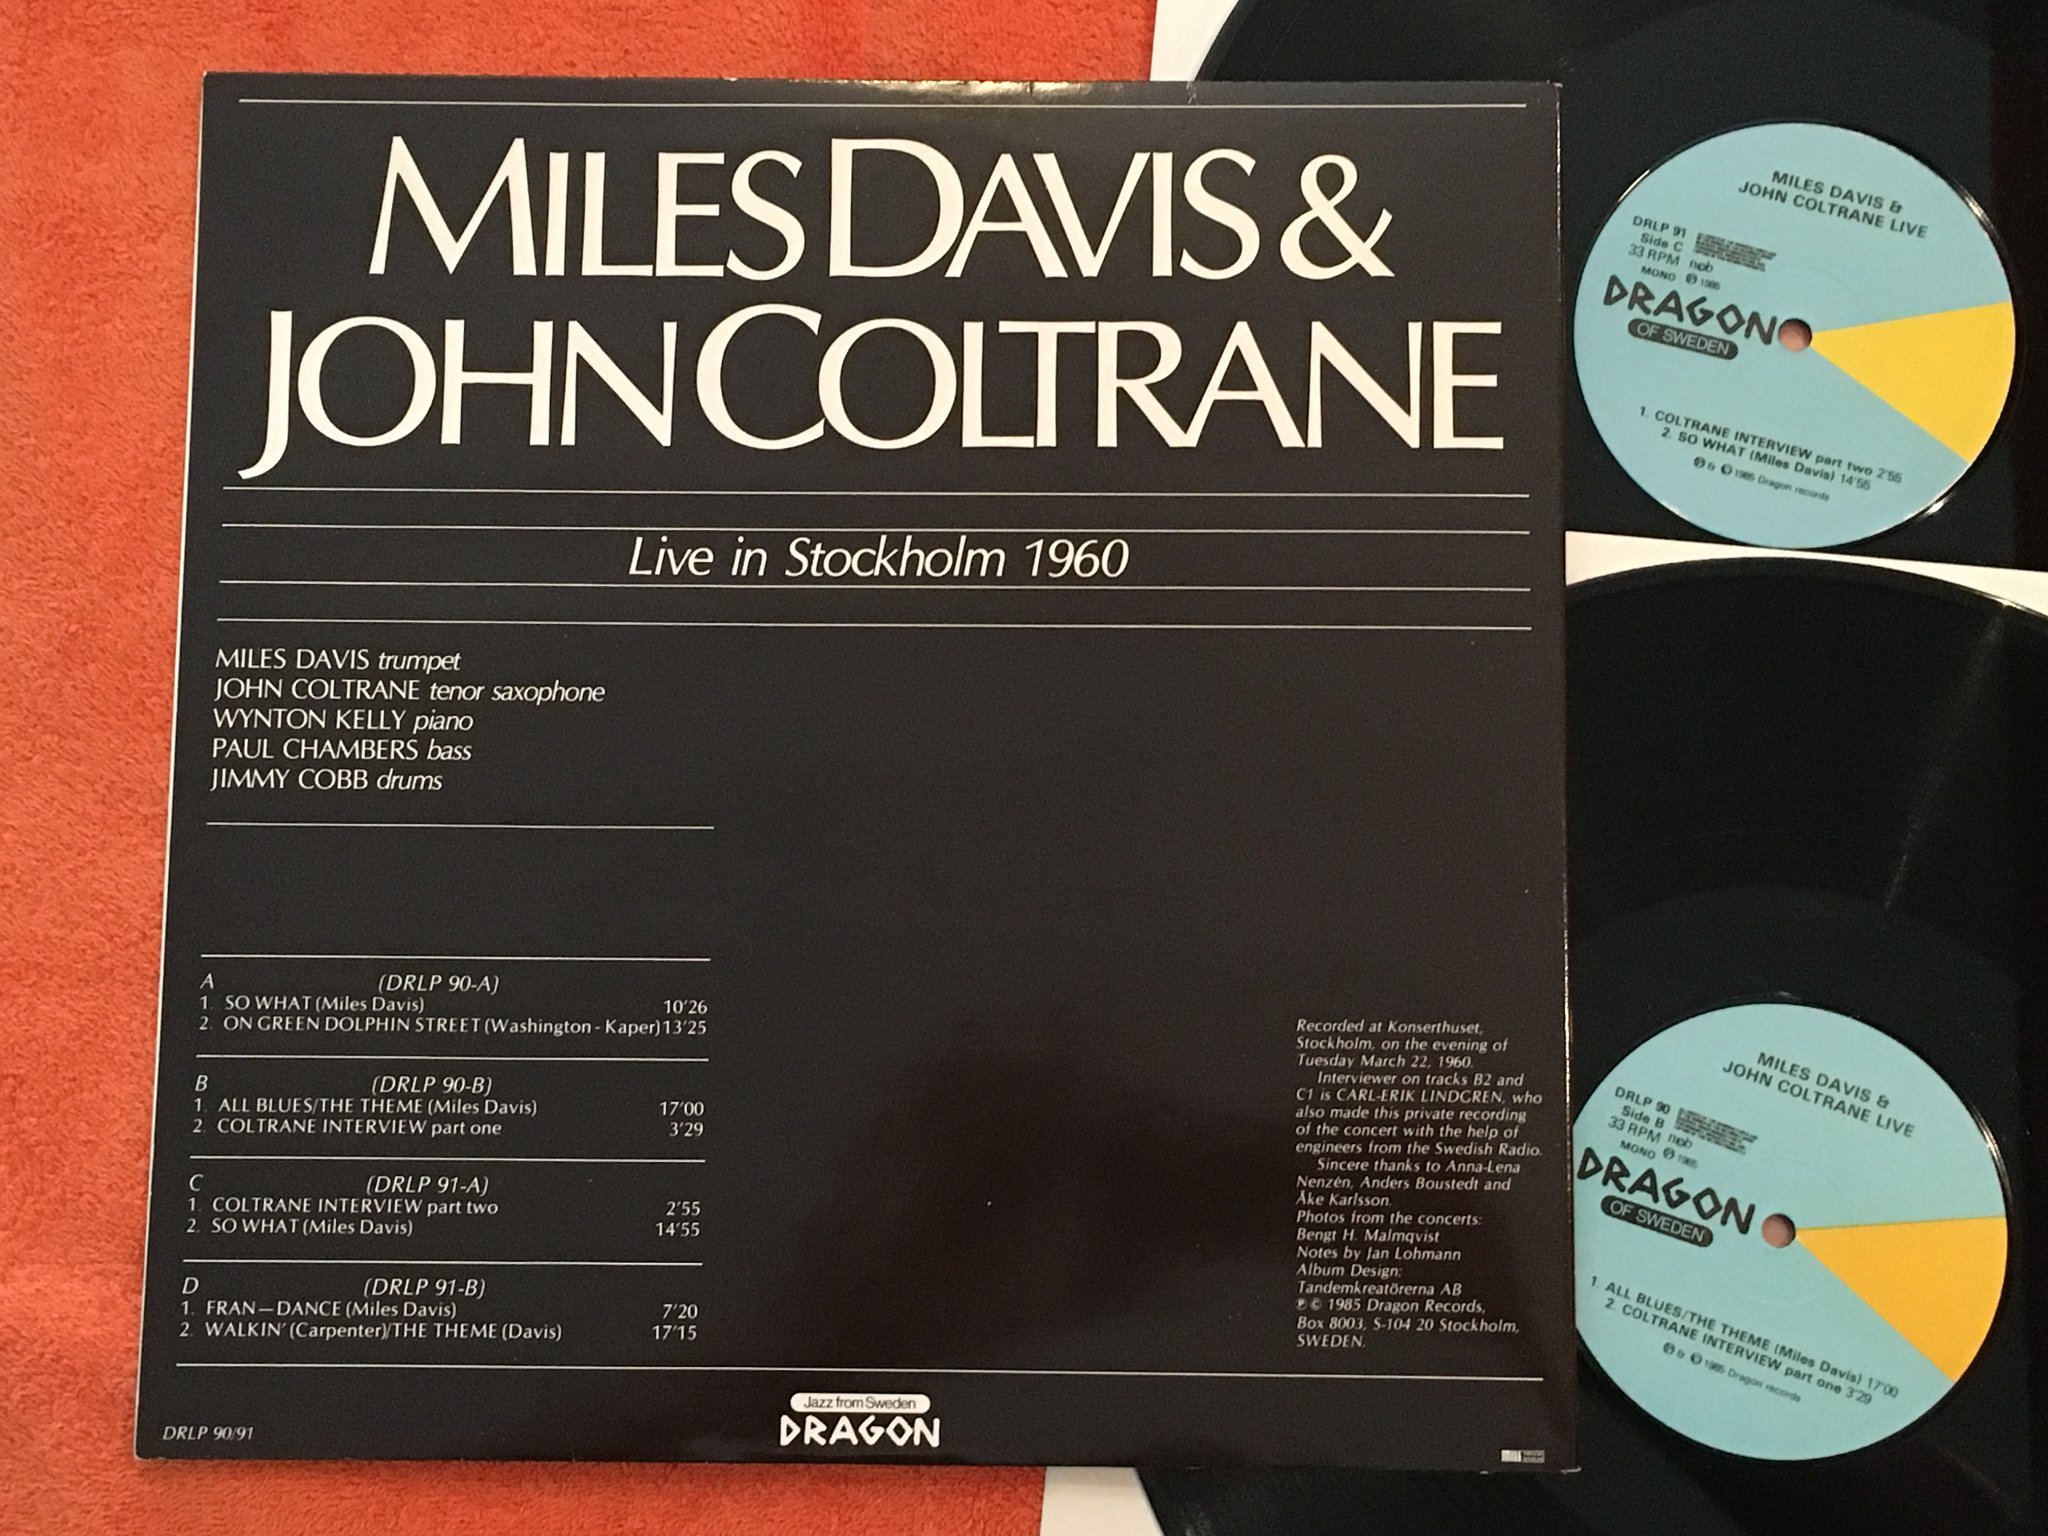 MILES DAVIS &
JOHN COLTRANE
Live in Stockholm 1960
MILES DAVIS trumpet
JOHN COLTRANE tenor saxophone
WYNTON KELLY piano
PAUL CHAMBERS bass
JIMMY COBB drums
A (DRLP 90-A)
1. SO WHAT (Miles Davis) 10'26
2. ON GREEN DOLPHIN STREET (Washington - Kaper) 13'25
B (DRLP 90-B)
1. ALL BLUES/THE THEME (Miles Davis) 17'00
2. COLTRANE INTERVIEW part one 3'29
C (DRLP 91-A)
1. COLTRANE INTERVIEW part two 2'55
2. SO WHAT (Miles Davis) 14'55
D (DRLP 91-B)
1. FRAN—DANCE (Miles Davis) 7'20
2. WALKIN' (Carpenter)/THE THEME (Davis) 17'15
Recorded at Konserthuset,
Stockholm, on the evening of
Tuesday March 22, 1960.
Interviewer on tracks B2 and
C1 is CARL-ERIK LINDGREN, who
also made this private recording
of the concert with the help of
engineers from the Swedish Radio.
Sincere thanks to Anna-Lena
Nenzén, Anders Boustedt and
Åke Karlsson.
Photos from the concerts:
Bengt H. Malmqvist
Notes by Jan Lohmann
Album Design:
Tandemkreatörerna AB
℗ © 1985 Dragon Records,
Box 8003, S-104 20 Stockholm,
SWEDEN.
DRLP 90/91
Jazz from Sweden
DRAGON
MILES DAVIS &
JOHN COLTRANE LIVE
DRLP 91
Side C
33 RPM ncb
MONO ℗ 1985
DRAGON
OF SWEDEN
1. COLTRANE INTERVIEW part two 2'55
2. SO WHAT (Miles Davis) 14'55
℗ & © 1985 Dragon records
MILES DAVIS &
JOHN COLTRANE LIVE
DRLP 90
Side B
33 RPM ncb
MONO ℗ 1985
DRAGON
OF SWEDEN
1. ALL BLUES/THE THEME (Miles Davis) 17'00
2. COLTRANE INTERVIEW part one 3'29
℗ & © 1985 Dragon records